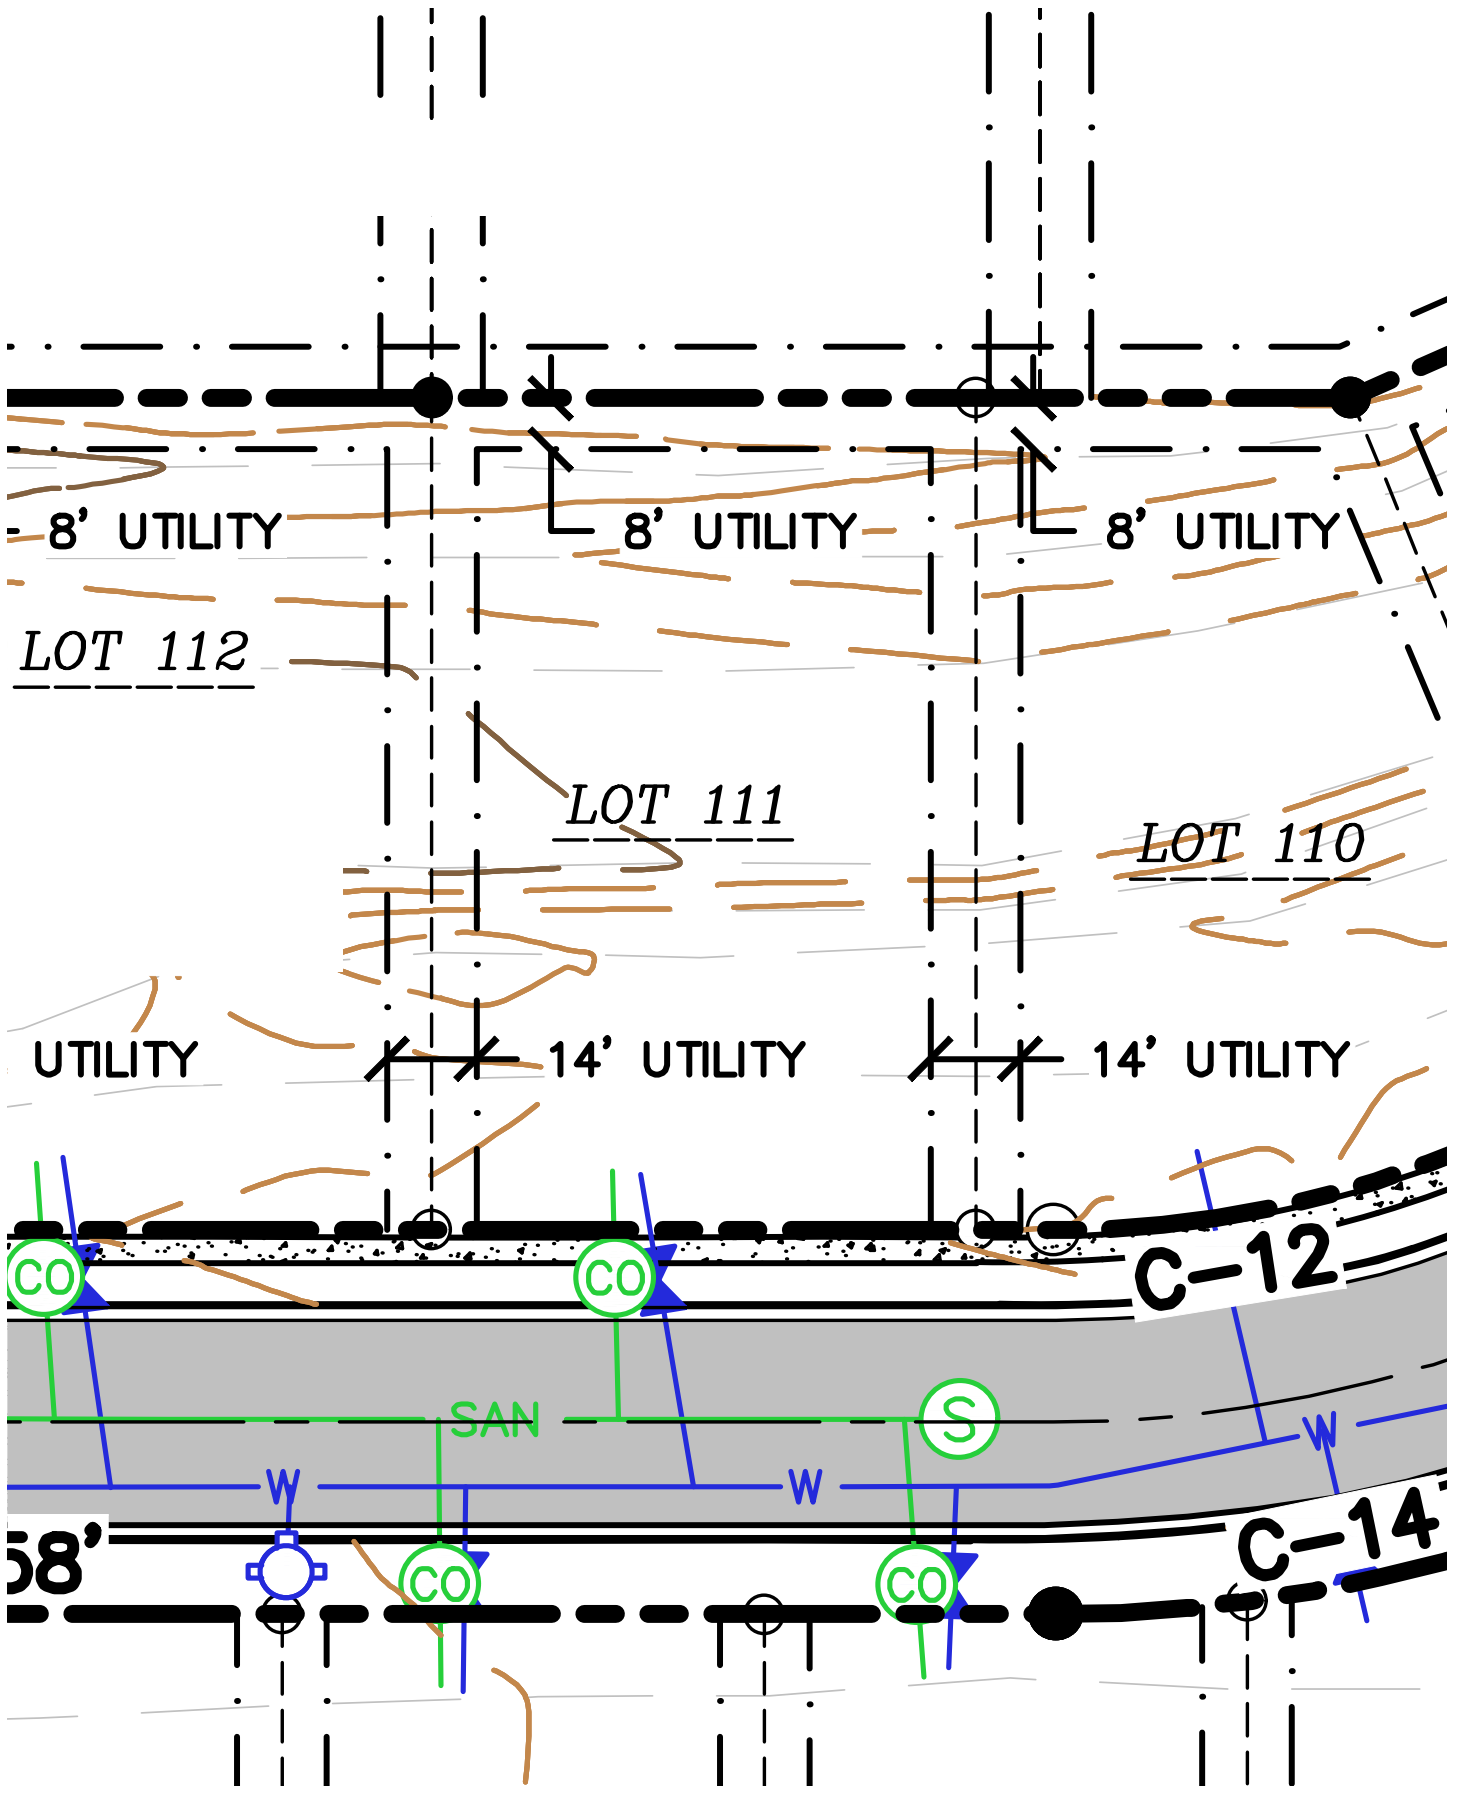 8' UTILITY 8' UTILITY 8' UTILITY
LOT 112
LOT 111
LOT 110
UTILITY 14' UTILITY 14' UTILITY
C-12
CO CO
SAN S
W
W W
C-14
58'
CO CO